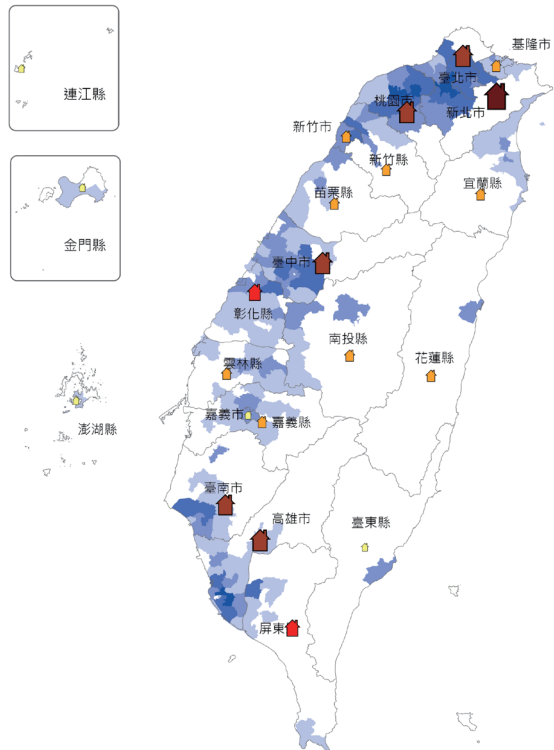 基隆市
臺北市
連江縣
桃園市
新北市
新竹市
新竹縣
宜蘭縣
苗栗縣
金門縣
臺中市
彰化縣
南投縣
花蓮縣
雲林縣
嘉義市
嘉義縣
澎湖縣
臺南市
高雄市
臺東縣
屏東